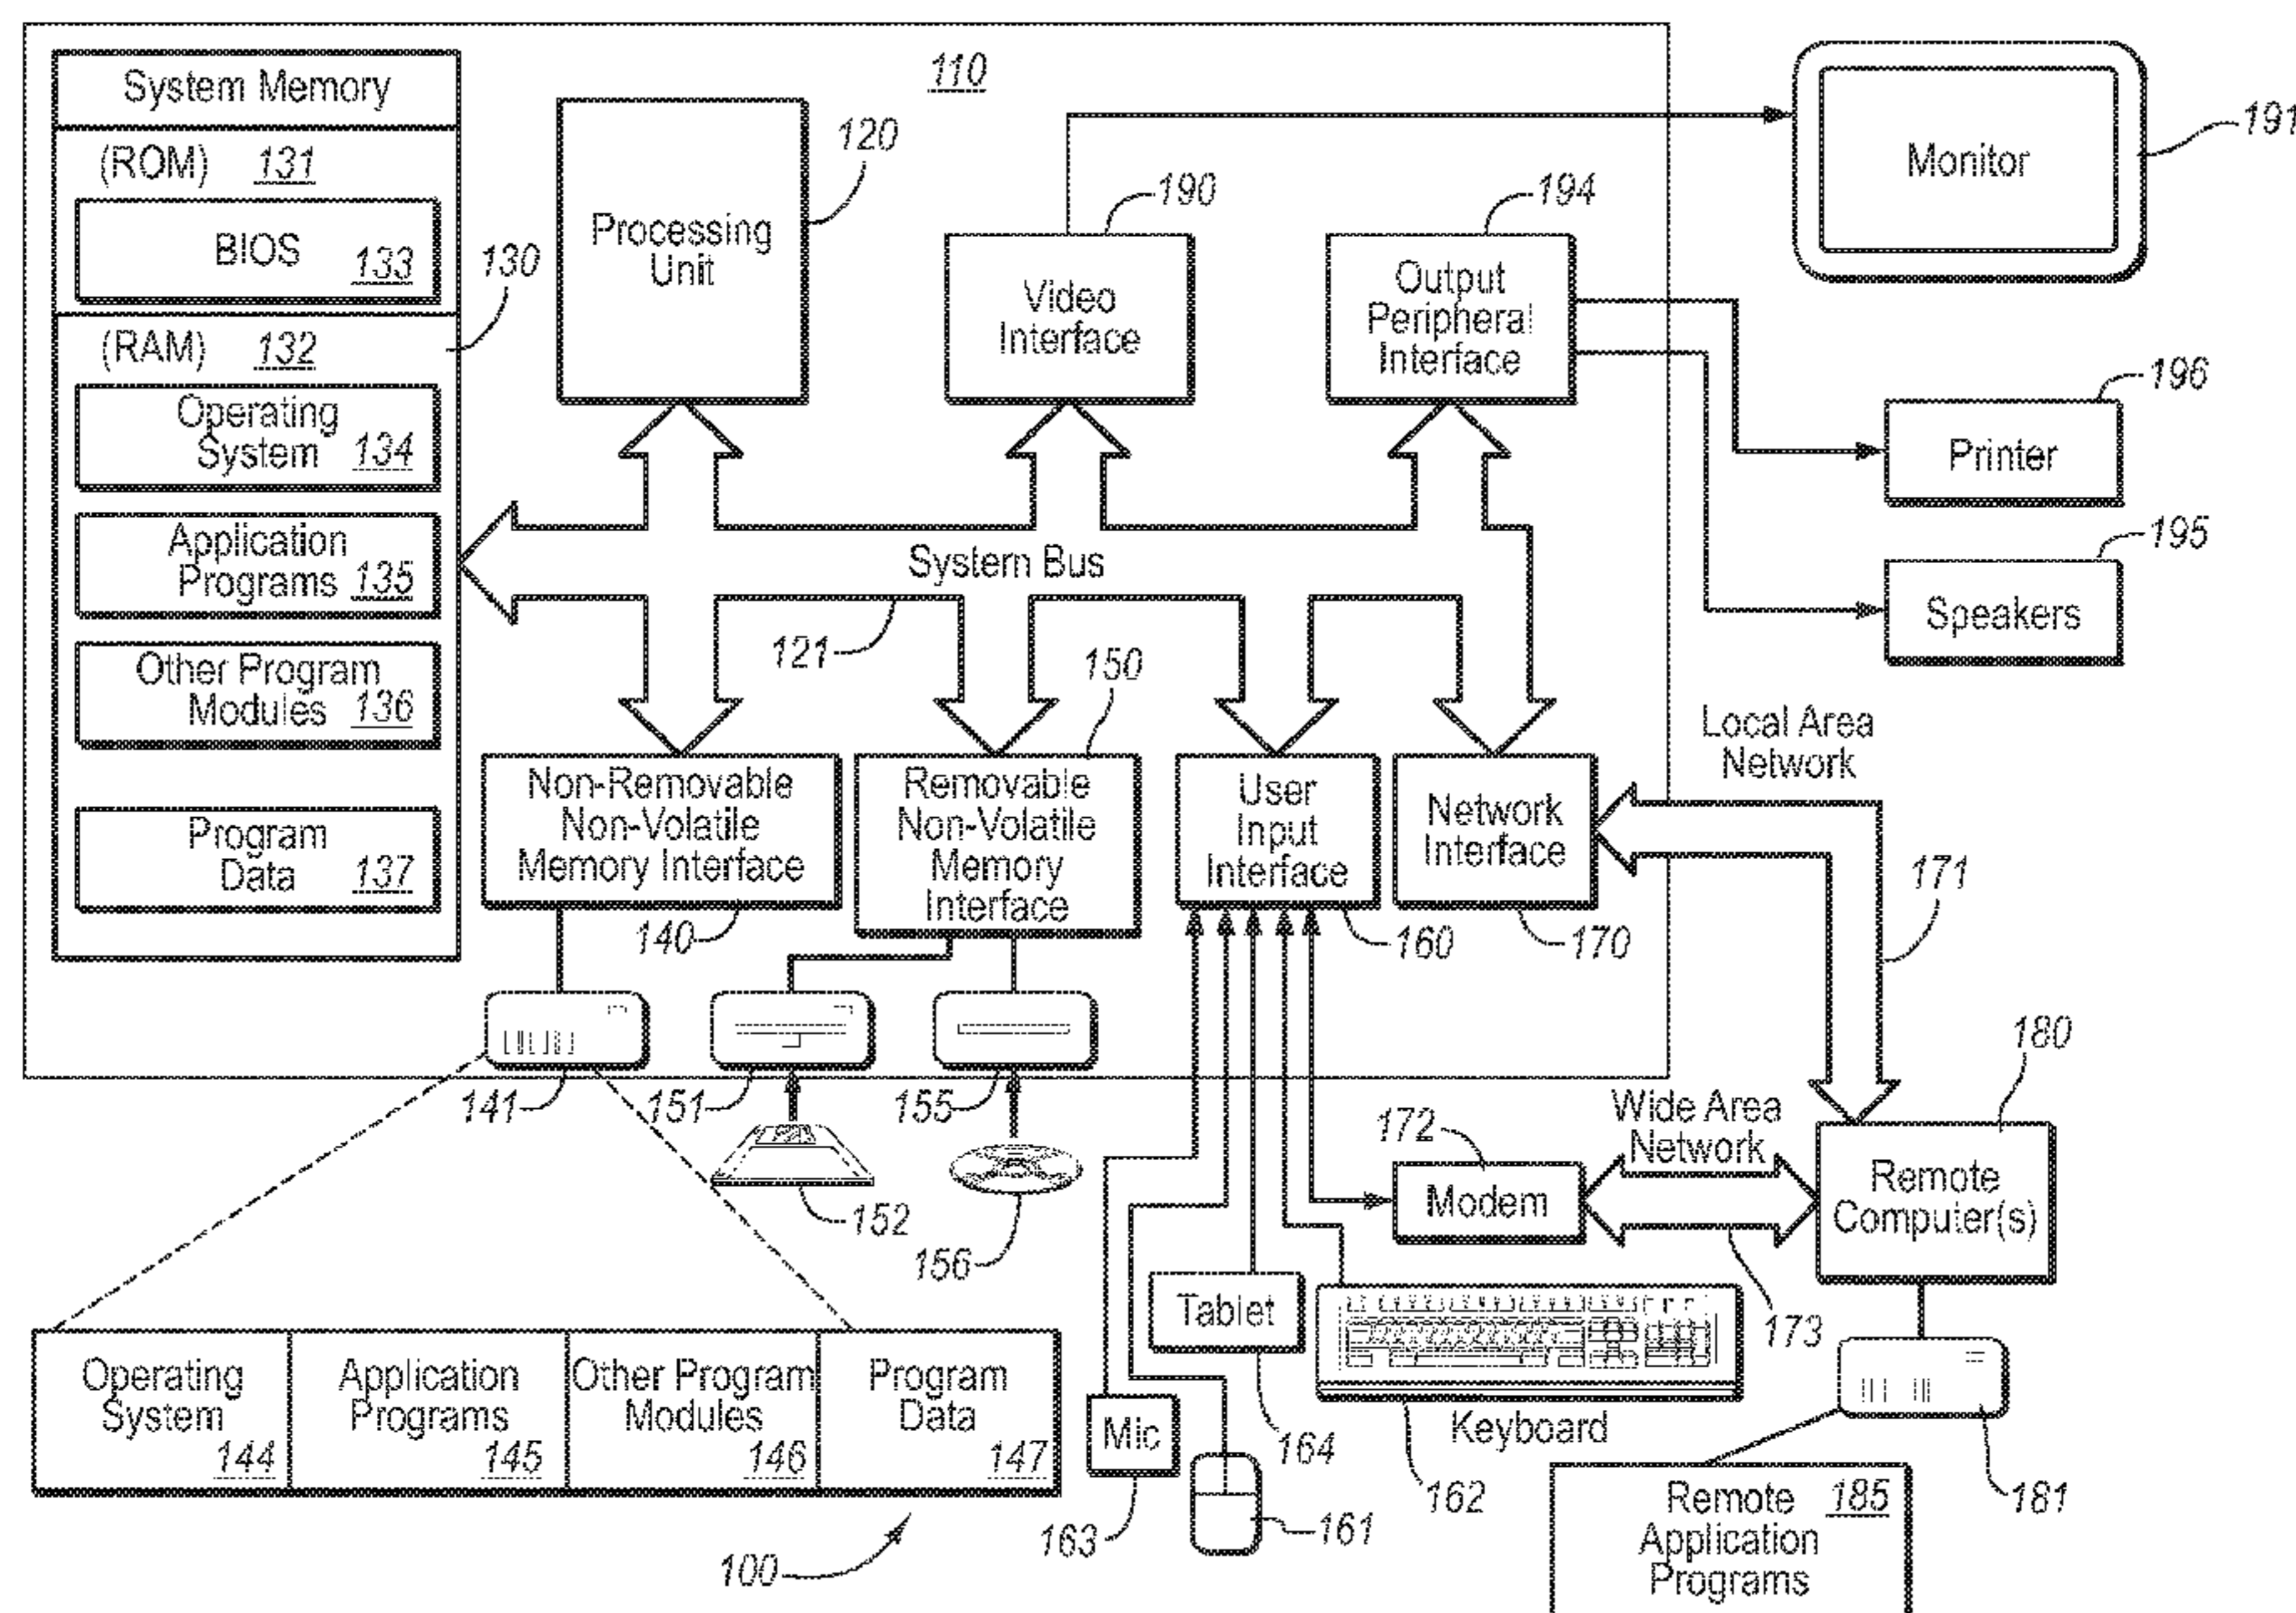 110
System Memory
(ROM) 131
BIOS 133
130
(RAM) 132
Operating
System 134
Application
Programs 135
Other Program
Modules 136
Program
Data 137
Processing
Unit
120
190
Video
Interface
194
Output
Peripheral
Interface
Monitor
191
196
Printer
195
Speakers
System Bus
121
Non-Removable
Non-Volatile
Memory Interface
140
150
Removable
Non-Volatile
Memory
Interface
User
Input
Interface
160
Network
Interface
170
Local Area
Network
171
141
151
152
155
156
172
Modem
Wide Area
Network
173
180
Remote
Computer(s)
Tablet
164
Keyboard
162
Mic
163
161
181
Remote 185
Application
Programs
Operating
System 144
Application
Programs 145
Other Program
Modules 146
Program
Data 147
100